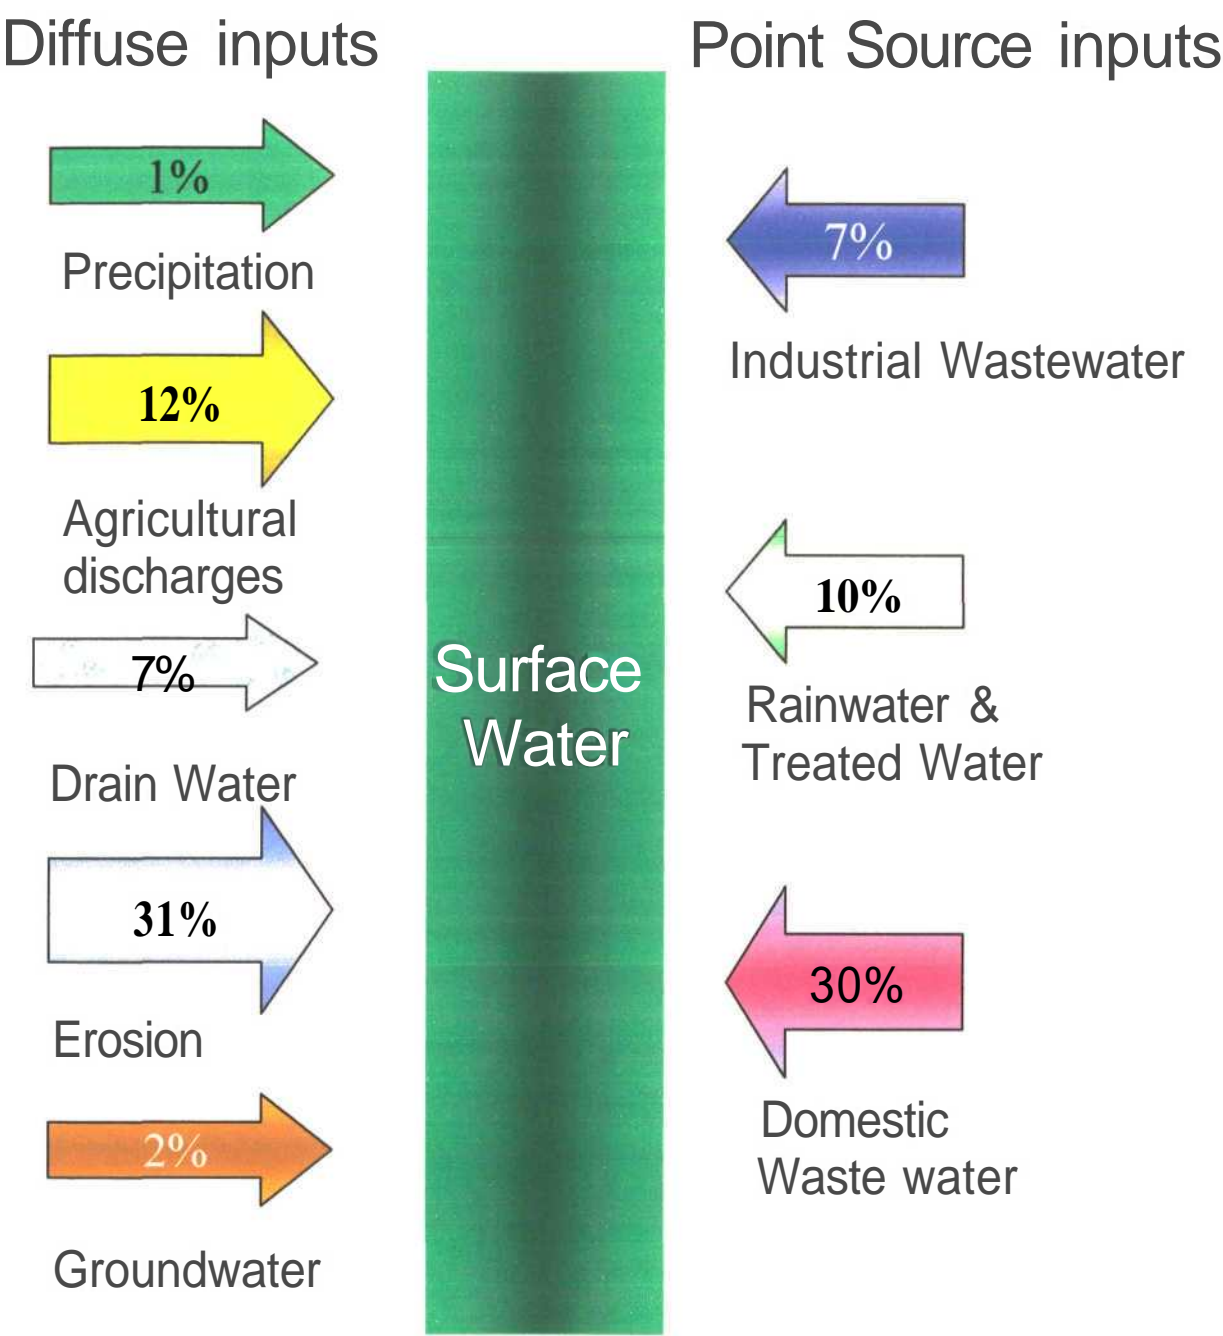 Diffuse inputs
1%
Precipitation
12%
Agricultural
discharges
7%
Drain Water
31%
Erosion
2%
Groundwater
Surface
Water
Point Source inputs
7%
Industrial Wastewater
10%
Rainwater &
Treated Water
30%
Domestic
Waste water